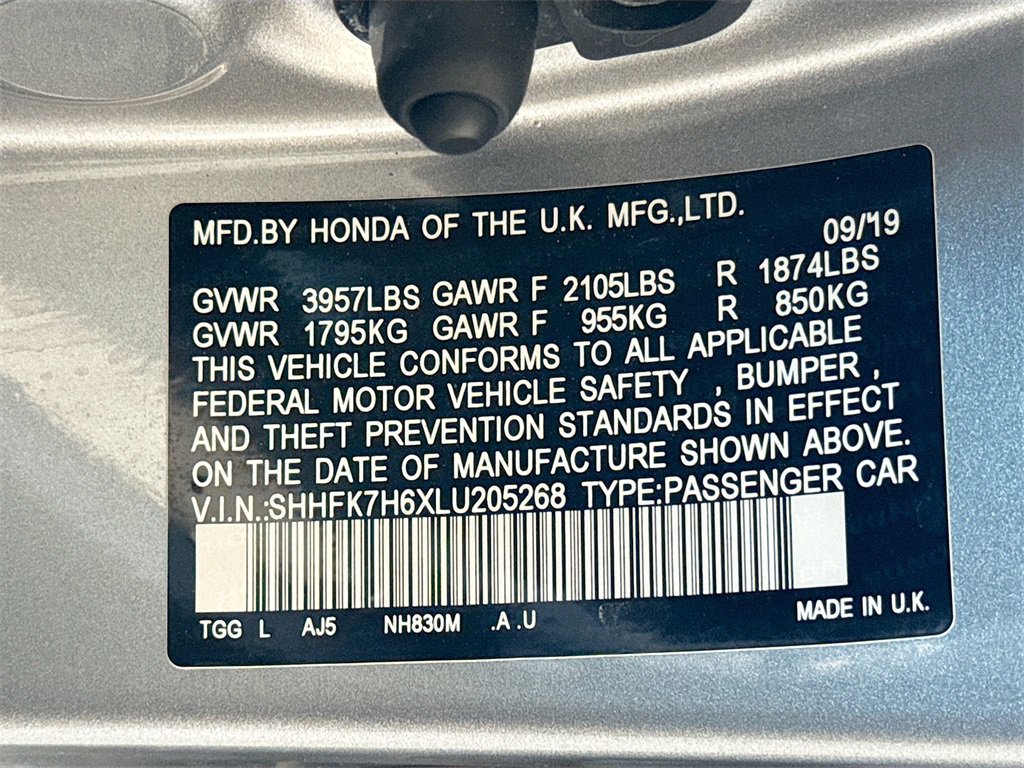 MFD.BY HONDA OF THE U.K. MFG.,LTD.
09/19
GVWR 3957LBS GAWR F 2105LBS R 1874LBS
GVWR 1795KG GAWR F 955KG R 850KG
THIS VEHICLE CONFORMS TO ALL APPLICABLE
FEDERAL MOTOR VEHICLE SAFETY , BUMPER ,
AND THEFT PREVENTION STANDARDS IN EFFECT
ON THE DATE OF MANUFACTURE SHOWN ABOVE.
V.I.N.:SHHFK7H6XLU205268 TYPE:PASSENGER CAR
TGG L AJ5 NH830M .A .U MADE IN U.K.